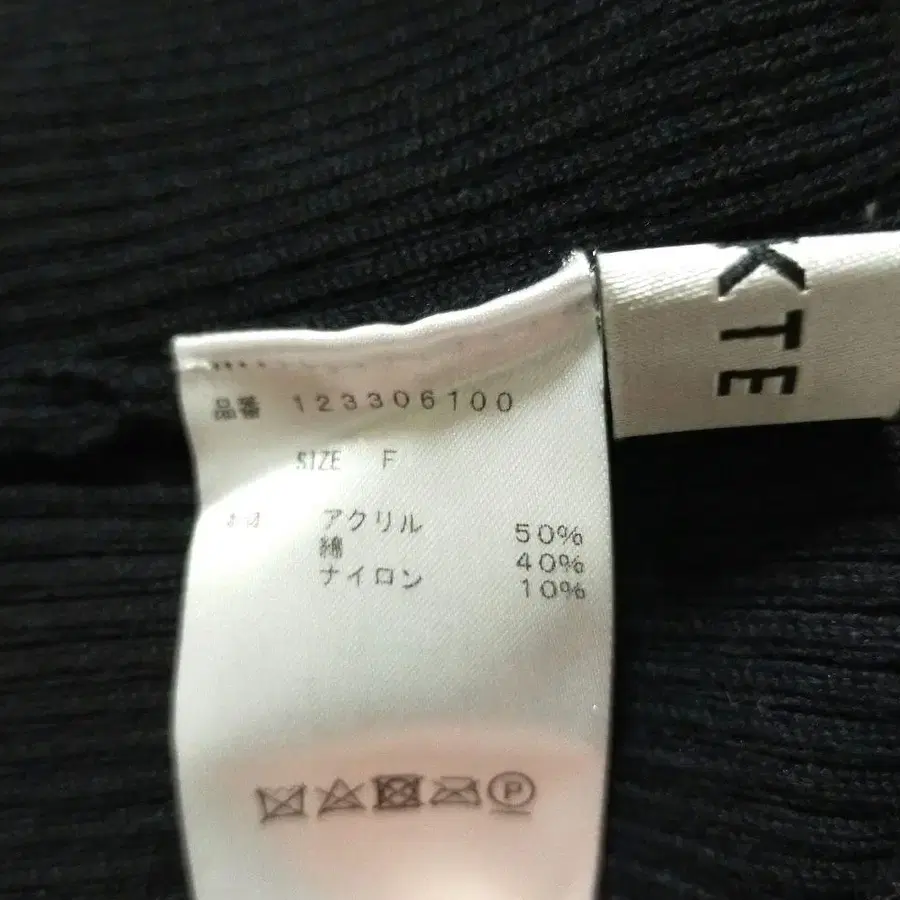 品番 123306100
SIZE F
アクリル 50%
綿 40%
ナイロン 10%
P
KTE